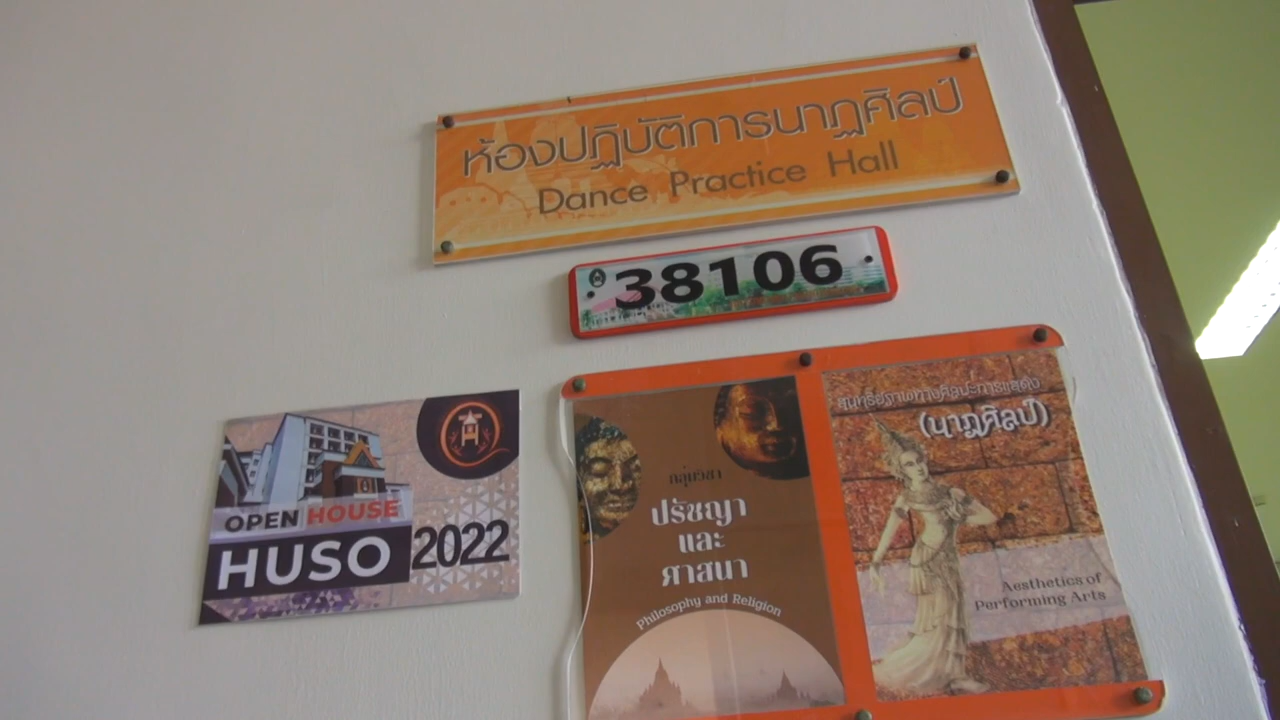 ห้องปฏิบัติการนาฏศิลป์
Dance Practice Hall
38106
OPEN HOUSE
HUSO 2022
กลุ่มวิชา
ปรัชญา
และ
ศาสนา
Philosophy and Religion
สุนทรียภาพทางศิลปะการแสดง
(นาฏศิลป์)
Aesthetics of
Performing Arts